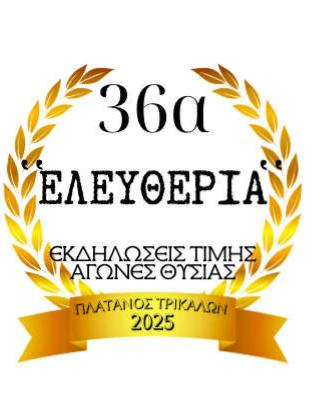 36α
"ΕΛΕΥΘΕΡΙΑ"
ΕΚΔΗΛΩΣΕΙΣ ΤΙΜΗΣ
ΑΓΩΝΕΣ ΘΥΣΙΑΣ
ΠΛΑΤΑΝΟΣ ΤΡΙΚΑΛΩΝ
2025